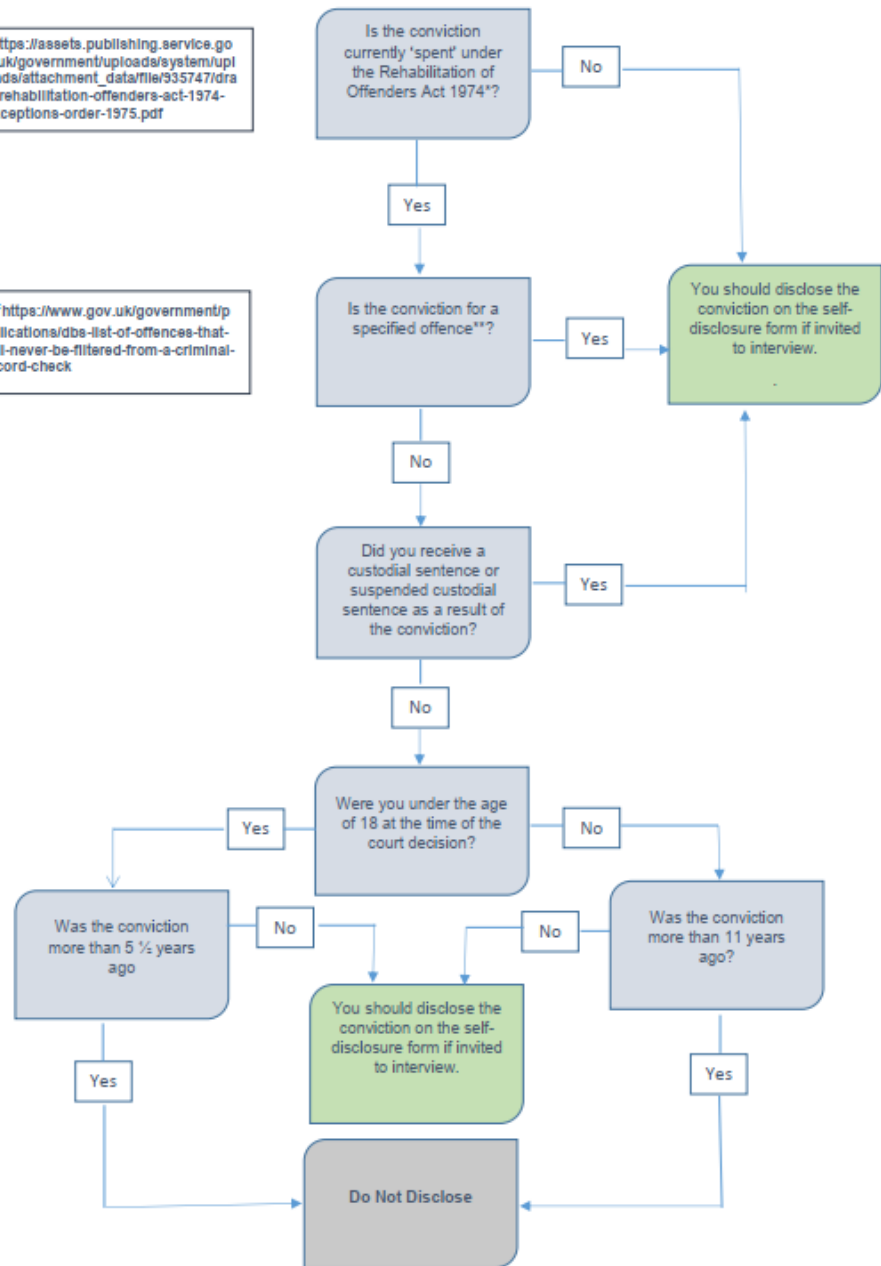 Is the conviction
currently 'spent' under
the Rehabilitation of
Offenders Act 1974*?
No
ttps://assets.publishing.service.go
uk/government/uploads/system/upl
ads/attachment_data/file/935747/dra
rehabilitation-offenders-act-1974-
ceptions-order-1975.pdf
Yes
Is the conviction for a
specified offence**?
Yes
You should disclose the
conviction on the self-
disclosure form if invited
to interview.
.
*https://www.gov.uk/government/p
lications/dbs-list-of-offences-that-
l-never-be-filtered-from-a-criminal-
cord-check
No
Did you receive a
custodial sentence or
suspended custodial
sentence as a result of
the conviction?
Yes
No
Were you under the age
of 18 at the time of the
court decision?
Yes
No
Was the conviction
more than 5 ½ years
ago
No
No
Was the conviction
more than 11 years
ago?
You should disclose the
conviction on the self-
disclosure form if invited
to interview.
Yes
Yes
Do Not Disclose